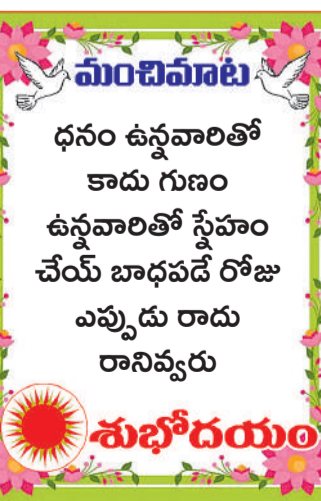 మంచిమాట
ధనం ఉన్నవారితో
కాదు గుణం
ఉన్నవారితో స్నేహం
చేయ్ బాధపడే రోజు
ఎప్పుడు రాదు
రానివ్వరు
శుభోదయం